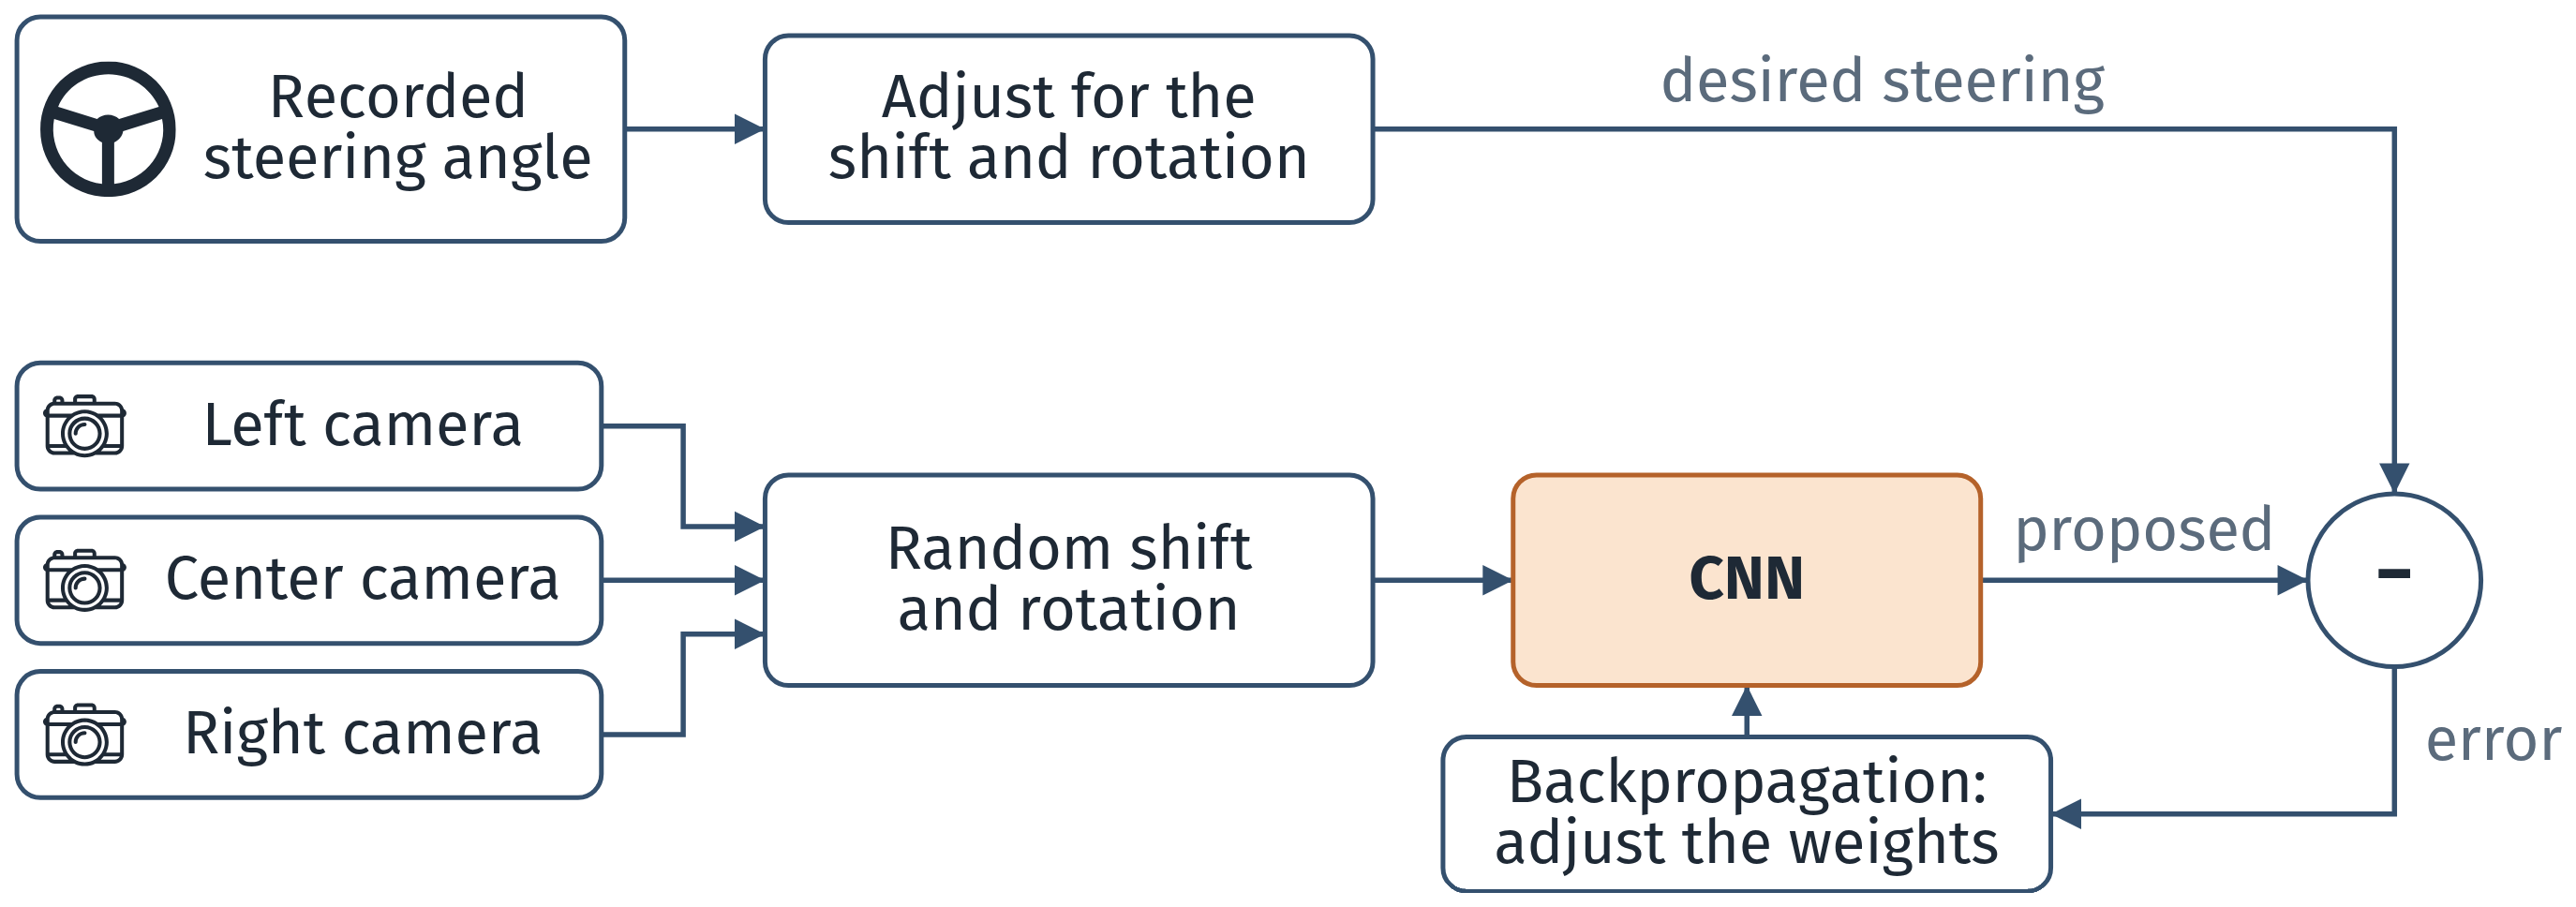 Recorded
steering angle
Adjust for the
shift and rotation
desired steering
Left camera
Center camera
Right camera
Random shift
and rotation
CNN
proposed
-
error
Backpropagation:
adjust the weights